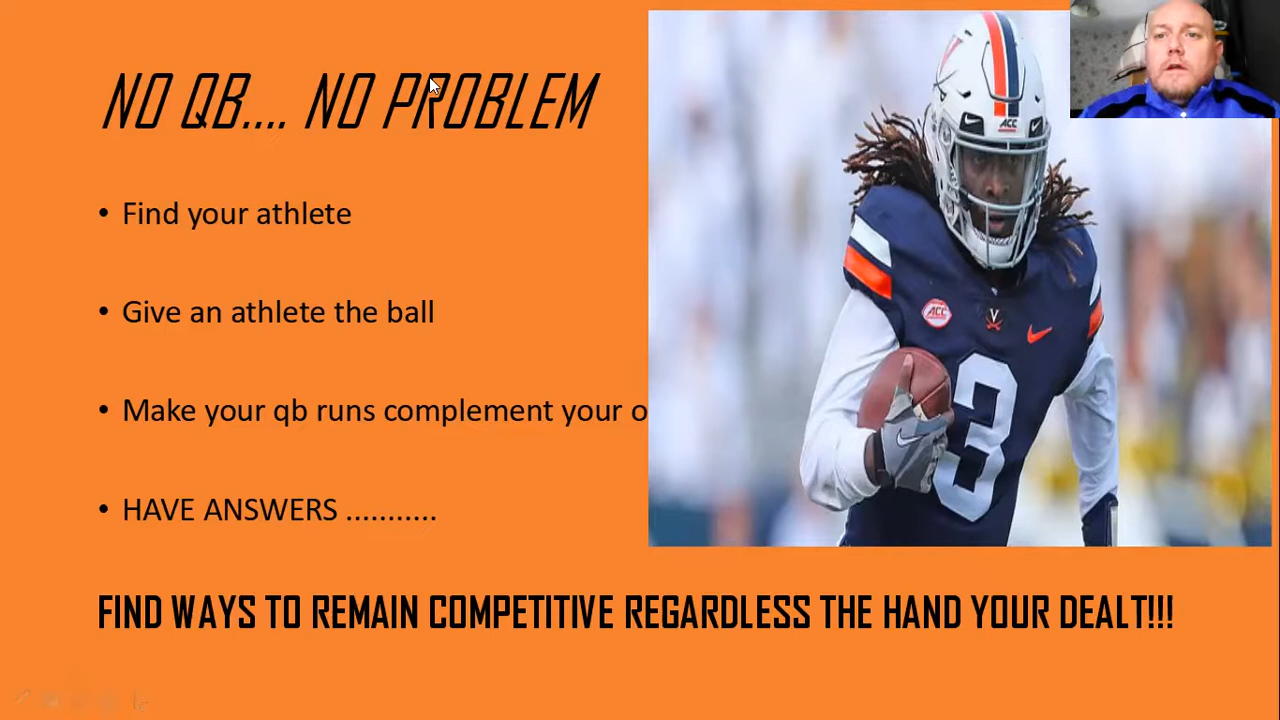 NO QB.... NO PROBLEM
• Find your athlete
• Give an athlete the ball
• Make your qb runs complement your o
• HAVE ANSWERS ...........
FIND WAYS TO REMAIN COMPETITIVE REGARDLESS THE HAND YOUR DEALT!!!
ACC
ACC
V
3